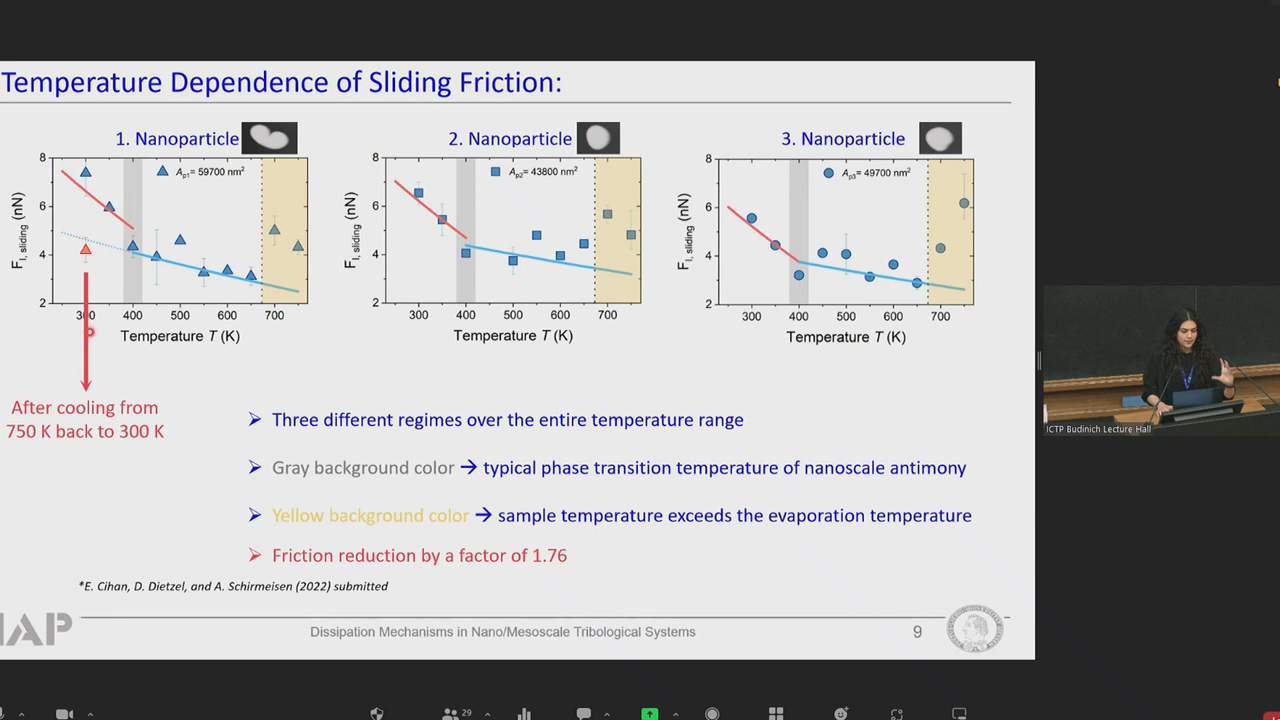 Temperature Dependence of Sliding Friction:
1. Nanoparticle
2. Nanoparticle
3. Nanoparticle
8
6
4
2
F_l, sliding (nN)
A_p1= 59700 nm²
300 400 500 600 700
Temperature T (K)
8
6
4
2
F_l, sliding (nN)
A_p2= 43800 nm²
300 400 500 600 700
Temperature T (K)
8
6
4
2
F_l, sliding (nN)
A_p3= 49700 nm²
300 400 500 600 700
Temperature T (K)
After cooling from
750 K back to 300 K
➢ Three different regimes over the entire temperature range
➢ Gray background color → typical phase transition temperature of nanoscale antimony
➢ Yellow background color → sample temperature exceeds the evaporation temperature
➢ Friction reduction by a factor of 1.76
*E. Cihan, D. Dietzel, and A. Schirmeisen (2022) submitted
IAP
Dissipation Mechanisms in Nano/Mesoscale Tribological Systems
9
ICTP Budinich Lecture Hall
29